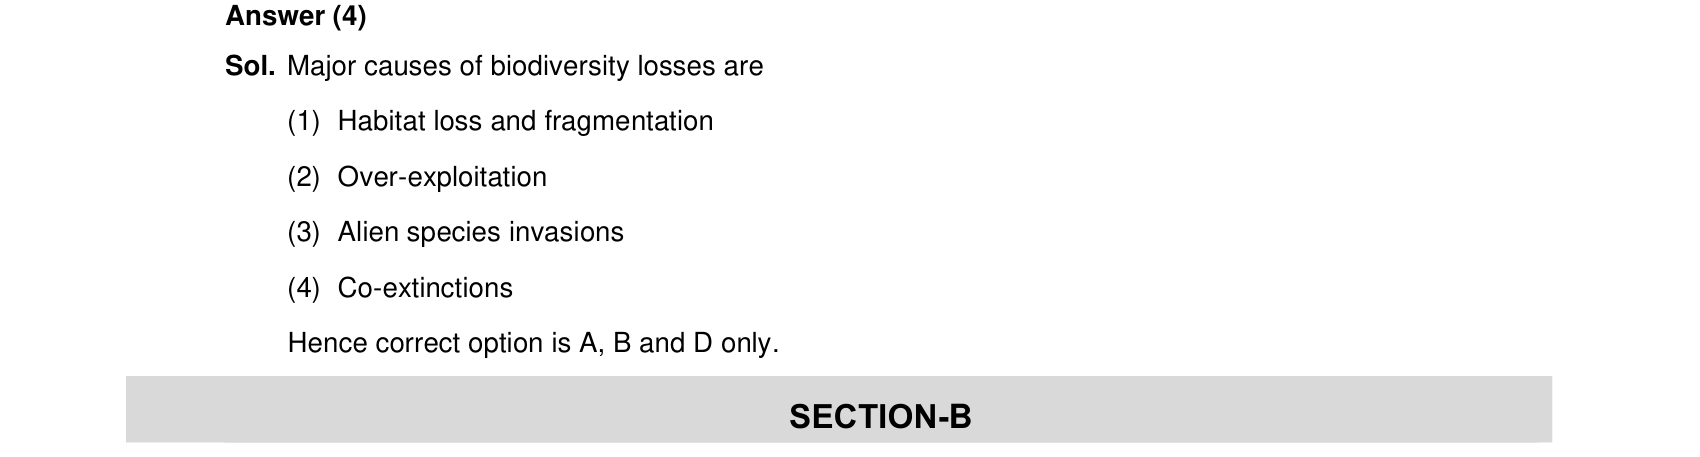 Answer (4)
Sol. Major causes of biodiversity losses are
(1) Habitat loss and fragmentation
(2) Over-exploitation
(3) Alien species invasions
(4) Co-extinctions
Hence correct option is A, B and D only.
SECTION-B